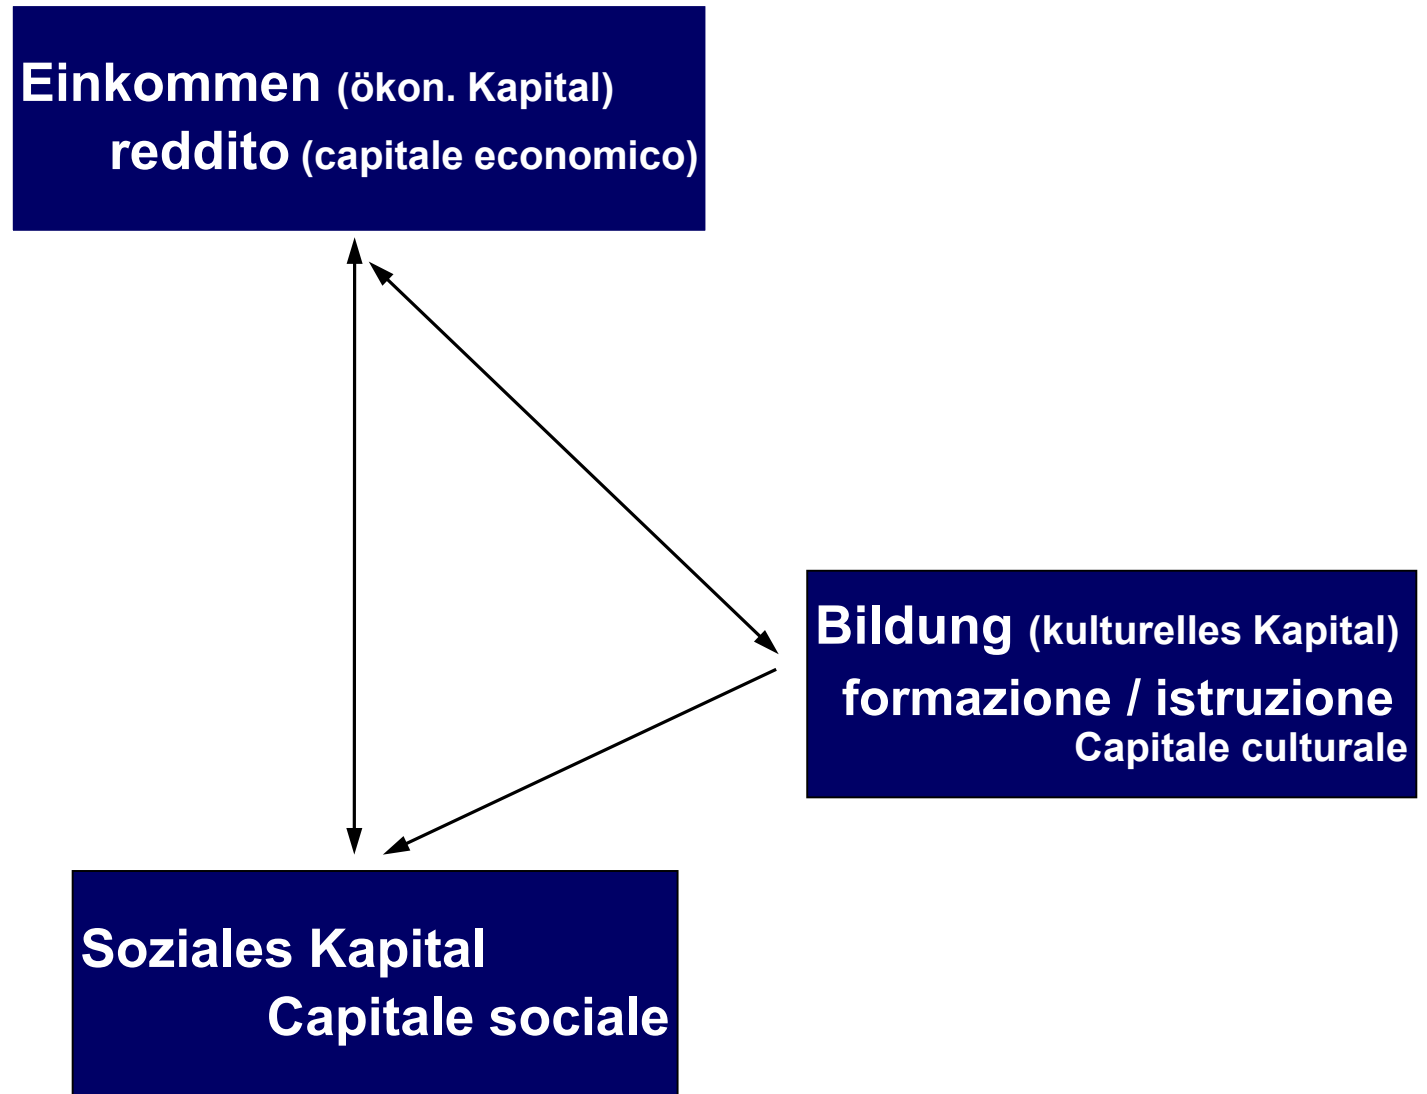 Einkommen (ökon. Kapital)
reddito (capitale economico)
Bildung (kulturelles Kapital)
formazione / istruzione
Capitale culturale
Soziales Kapital
Capitale sociale